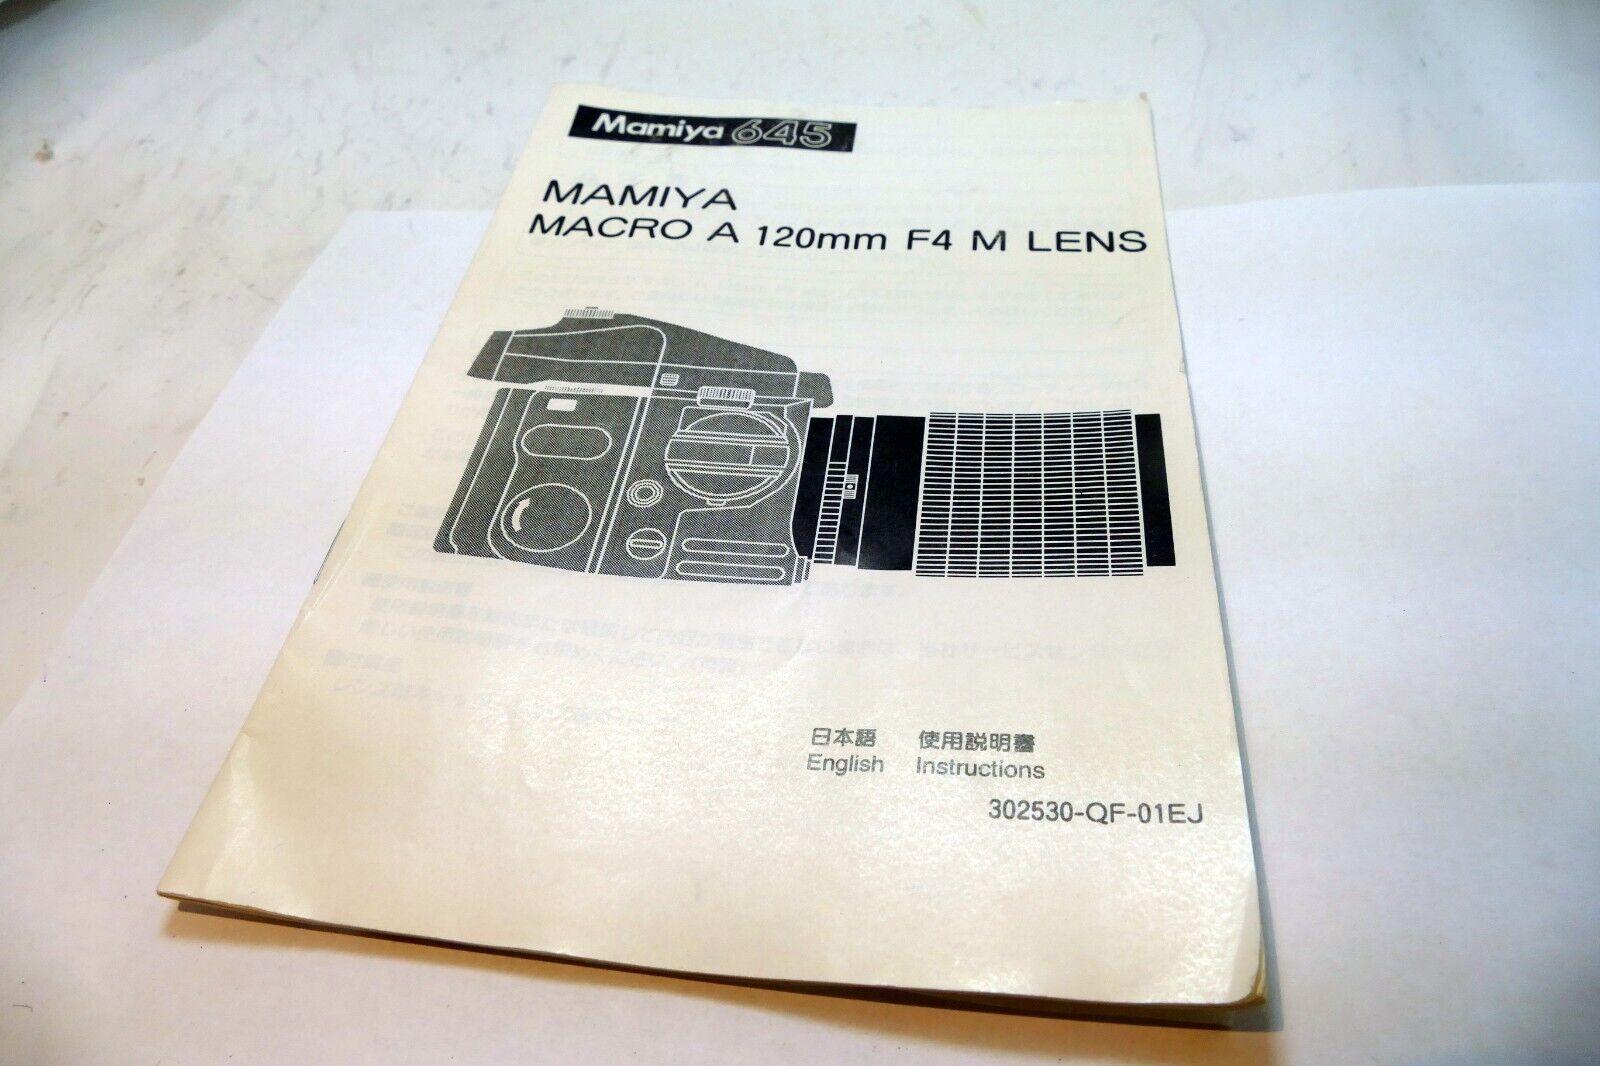 Mamiya 645
MAMIYA
MACRO A 120mm F4 M LENS
日本語 使用説明書
English Instructions
302530-QF-01EJ